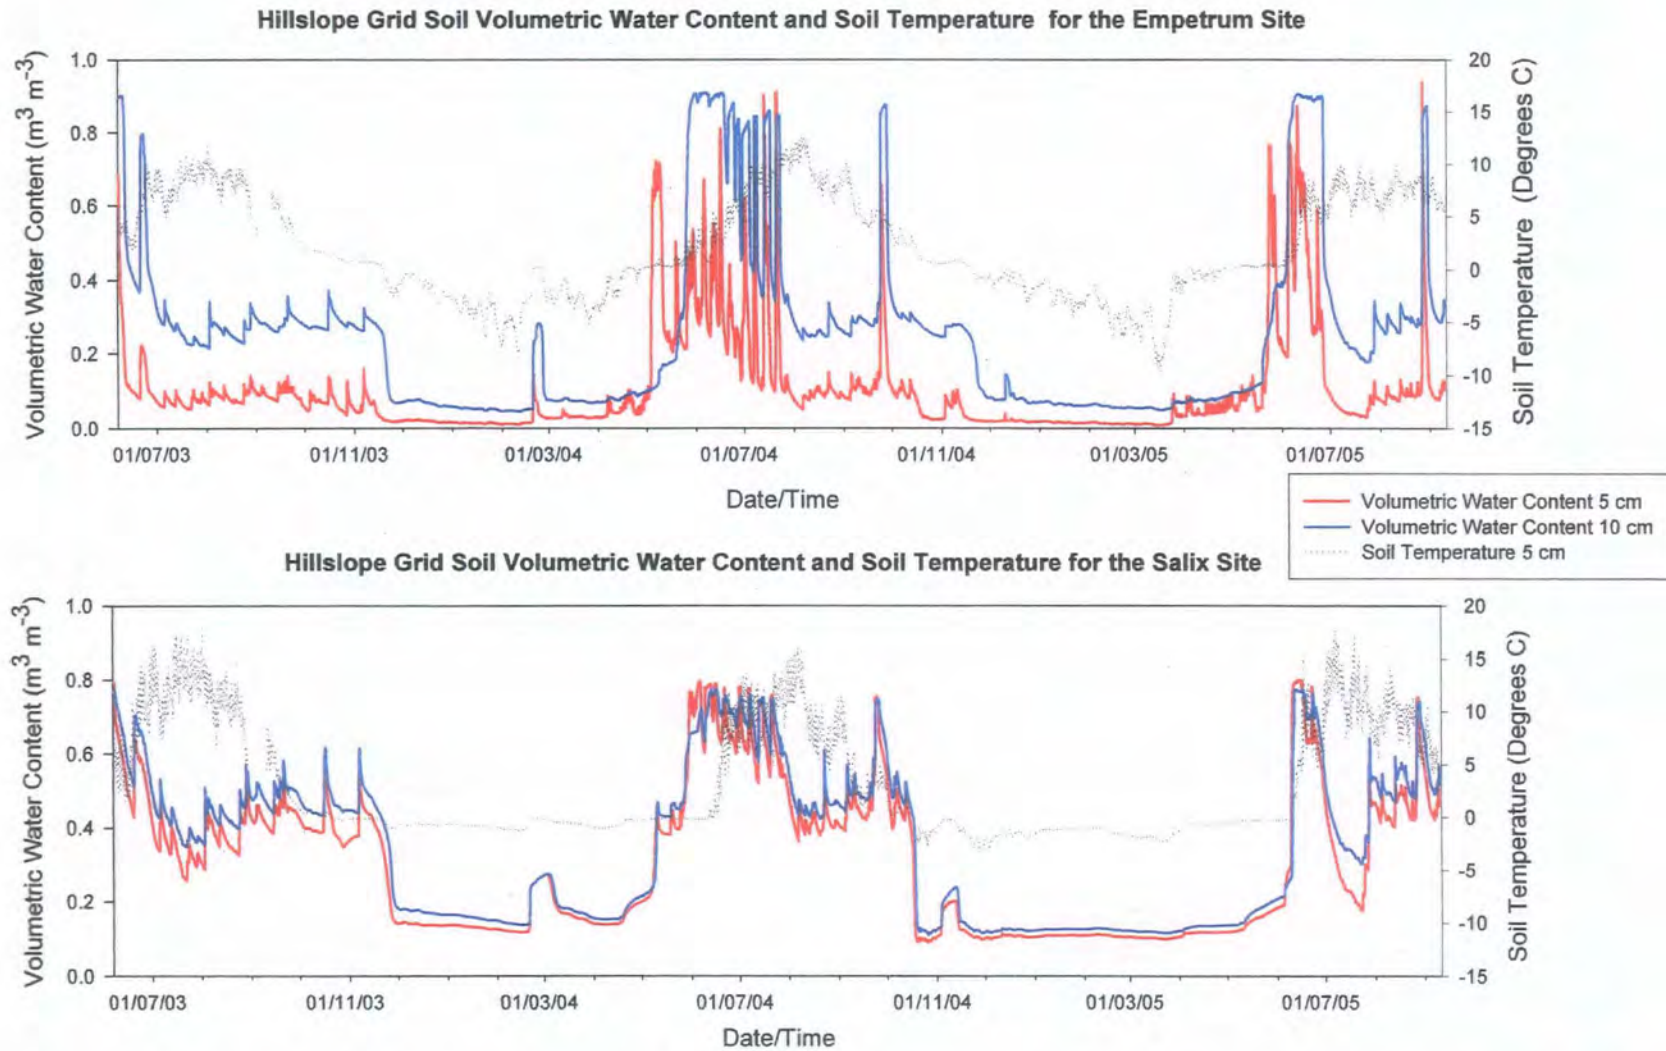 Hillslope Grid Soil Volumetric Water Content and Soil Temperature for the Empetrum Site
Volumetric Water Content (m³ m⁻³)
1.0
0.8
0.6
0.4
0.2
0.0
20
15
10
5
0
-5
-10
-15
Soil Temperature (Degrees C)
01/07/03 01/11/03 01/03/04 01/07/04 01/11/04 01/03/05 01/07/05
Date/Time
Volumetric Water Content 5 cm
Volumetric Water Content 10 cm
Soil Temperature 5 cm
Hillslope Grid Soil Volumetric Water Content and Soil Temperature for the Salix Site
Volumetric Water Content (m³ m⁻³)
1.0
0.8
0.6
0.4
0.2
0.0
20
15
10
5
0
-5
-10
-15
Soil Temperature (Degrees C)
01/07/03 01/11/03 01/03/04 01/07/04 01/11/04 01/03/05 01/07/05
Date/Time